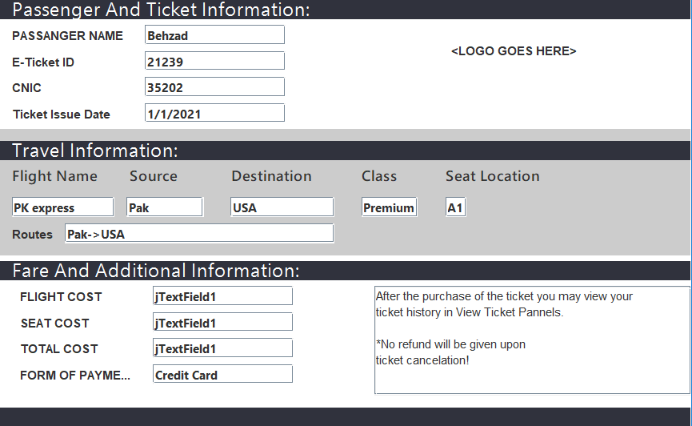 Passenger And Ticket Information:
PASSANGER NAME Behzad
<LOGO GOES HERE>
E-Ticket ID 21239
CNIC 35202
Ticket Issue Date 1/1/2021
Travel Information:
Flight Name Source Destination Class Seat Location
PK express Pak USA Premium A1
Routes Pak->USA
Fare And Additional Information:
FLIGHT COST jTextField1
SEAT COST jTextField1
TOTAL COST jTextField1
FORM OF PAYME... Credit Card
After the purchase of the ticket you may view your
ticket history in View Ticket Pannels.
*No refund will be given upon
ticket cancelation!